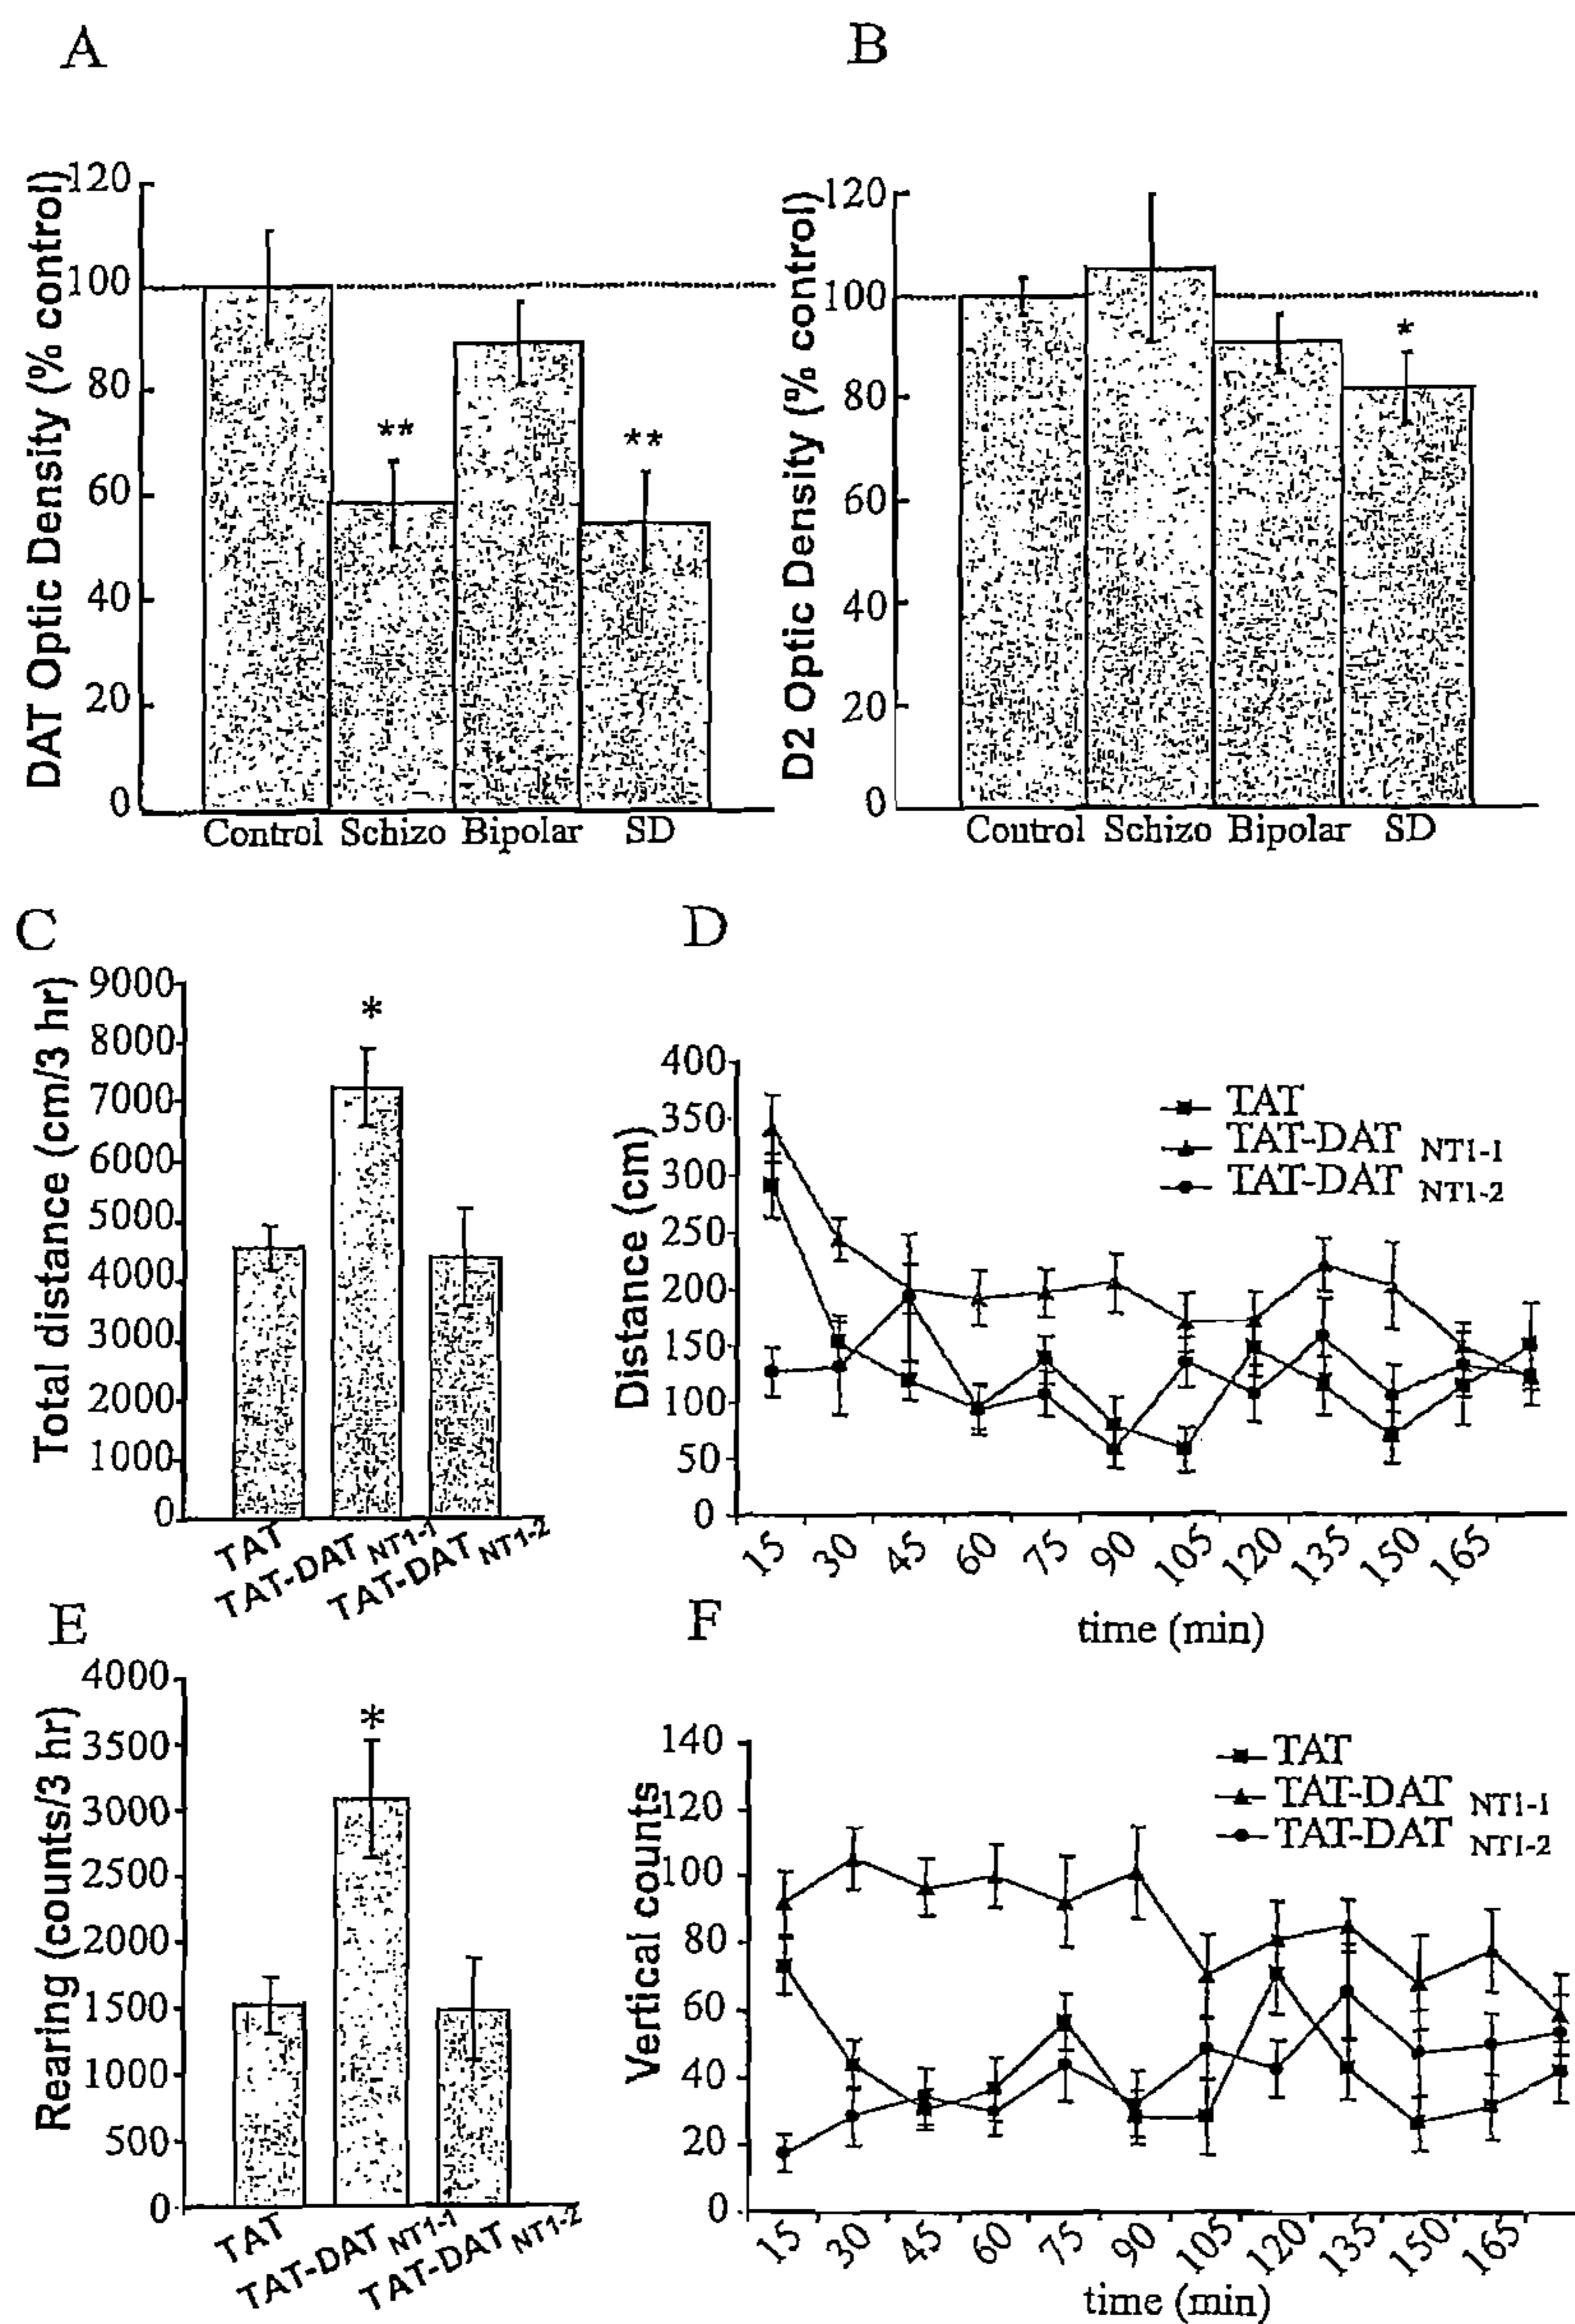 A
DAT Optic Density (% control)
120
100
80
60
40
20
0
**
**
Control Schizo Bipolar SD
B
D2 Optic Density (% control)
120
100
80
60
40
20
0
*
Coutrol Schizo Bipolar SD
C
Total distance (cm/3 hr)
9000
8000
7000
6000
5000
4000
3000
2000
1000
0
*
TAT
TAT-DAT NT1-1
TAT-DAT NT1-2
D
Distance (cm)
400
350
300
250
200
150
100
50
0
TAT
TAT-DAT NT1-1
TAT-DAT NT1-2
15 30 45 60 75 90 105 120 135 150 165
time (min)
E
Rearing (counts/3 hr)
4000
3500
3000
2500
2000
1500
1000
500
0
*
TAT
TAT-DAT NT1-1
TAT-DAT NT1-2
F
Vertical counts
140
120
100
80
60
40
20
0
TAT
TAT-DAT NT1-1
TAT-DAT NT1-2
15 30 45 60 75 90 105 120 135 150 165
time (min)